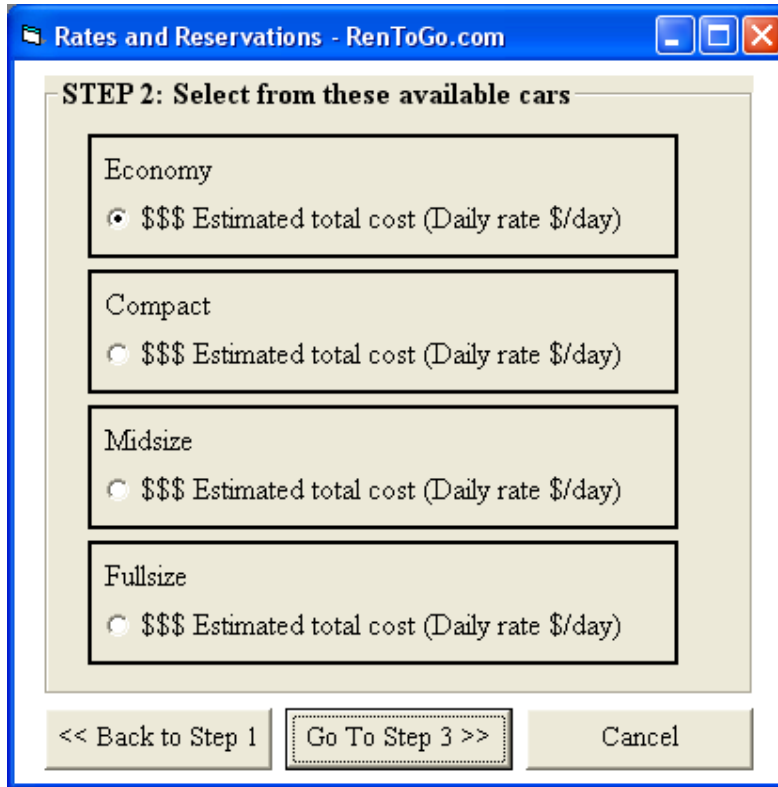 Rates and Reservations - RenToGo.com
STEP 2: Select from these available cars
Economy
$$$ Estimated total cost (Daily rate $/day)
Compact
$$$ Estimated total cost (Daily rate $/day)
Midsize
$$$ Estimated total cost (Daily rate $/day)
Fullsize
$$$ Estimated total cost (Daily rate $/day)
<< Back to Step 1
Go To Step 3 >>
Cancel